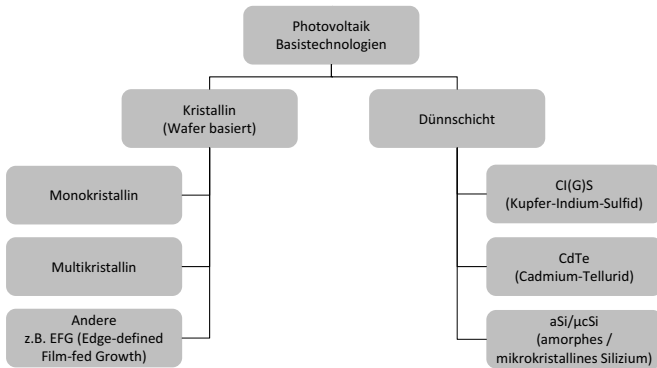 Photovoltaik
Basistechnologien
Kristallin
(Wafer basiert)
Dünnschicht
Monokristallin
Multikristallin
Andere
z.B. EFG (Edge-defined
Film-fed Growth)
CI(G)S
(Kupfer-Indium-Sulfid)
CdTe
(Cadmium-Tellurid)
aSi/µcSi
(amorphes /
mikrokristallines Silizium)